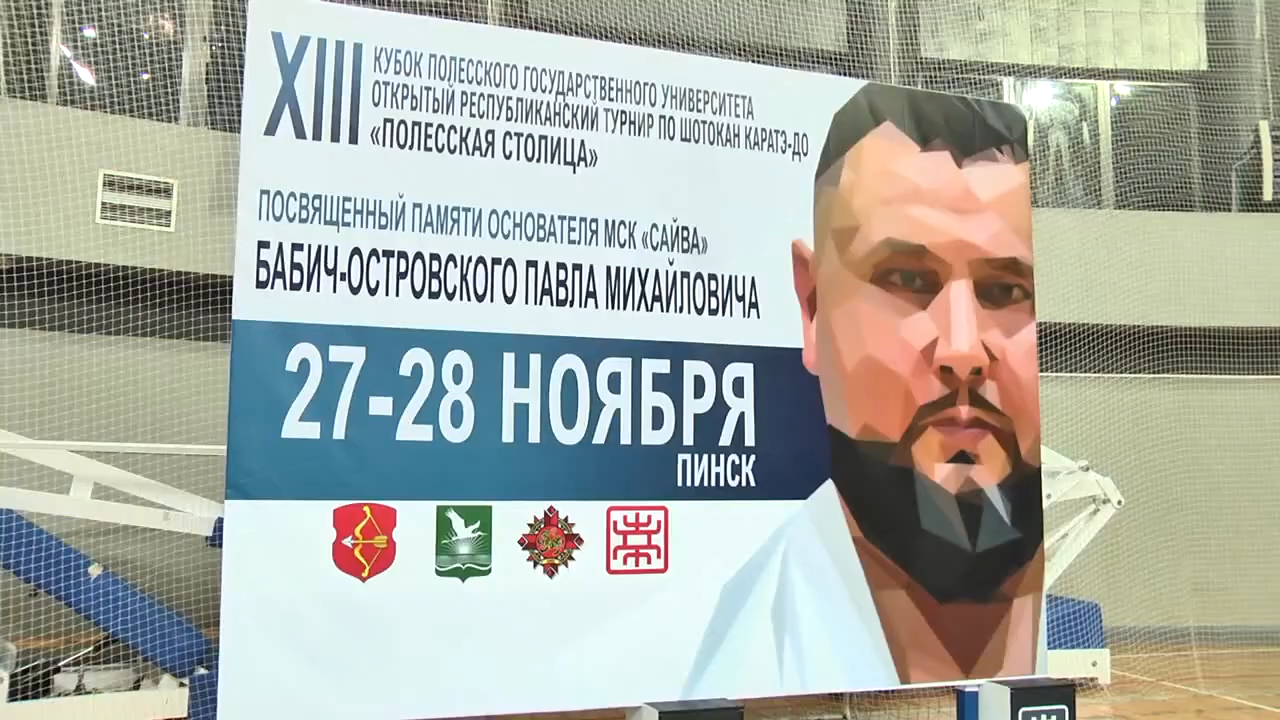 XIII
КУБОК ПОЛЕССКОГО ГОСУДАРСТВЕННОГО УНИВЕРСИТЕТА
ОТКРЫТЫЙ РЕСПУБЛИКАНСКИЙ ТУРНИР ПО ШОТОКАН КАРАТЭ-ДО
«ПОЛЕССКАЯ СТОЛИЦА»
ПОСВЯЩЕННЫЙ ПАМЯТИ ОСНОВАТЕЛЯ МСК «САЙВА»
БАБИЧ-ОСТРОВСКОГО ПАВЛА МИХАЙЛОВИЧА
27-28 НОЯБРЯ
ПИНСК